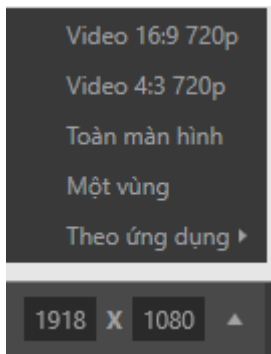 Video 16:9 720p
Video 4:3 720p
Toàn màn hình
Một vùng
Theo ứng dụng
1918 X 1080